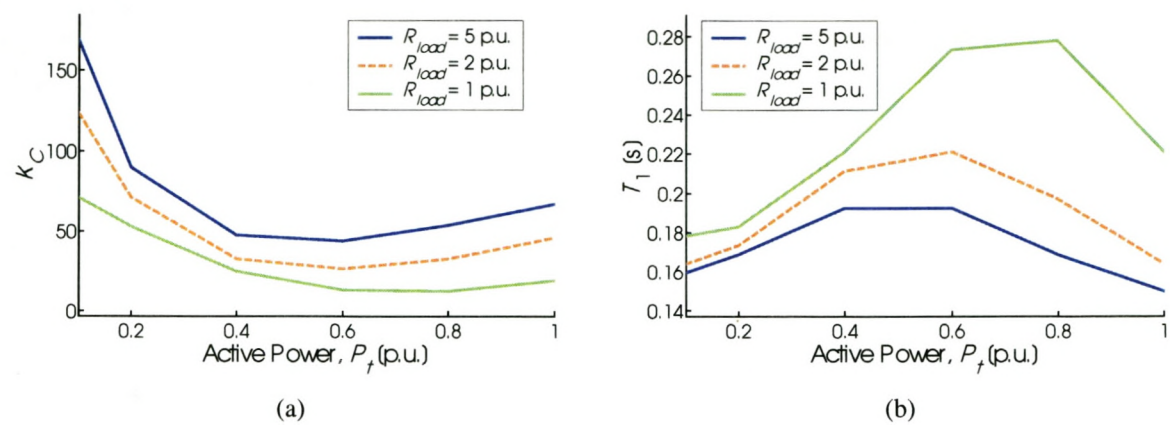 150
100
50
0
K_C
R_load = 5 p.u.
R_load = 2 p.u.
R_load = 1 p.u.
0.2 0.4 0.6 0.8 1
Active Power, P_t (p.u.)
(a)
0.28
0.26
0.24
0.22
0.2
0.18
0.16
0.14
T_1 (s)
R_load = 5 p.u.
R_load = 2 p.u.
R_load = 1 p.u.
0.2 0.4 0.6 0.8 1
Active Power, P_t (p.u.)
(b)